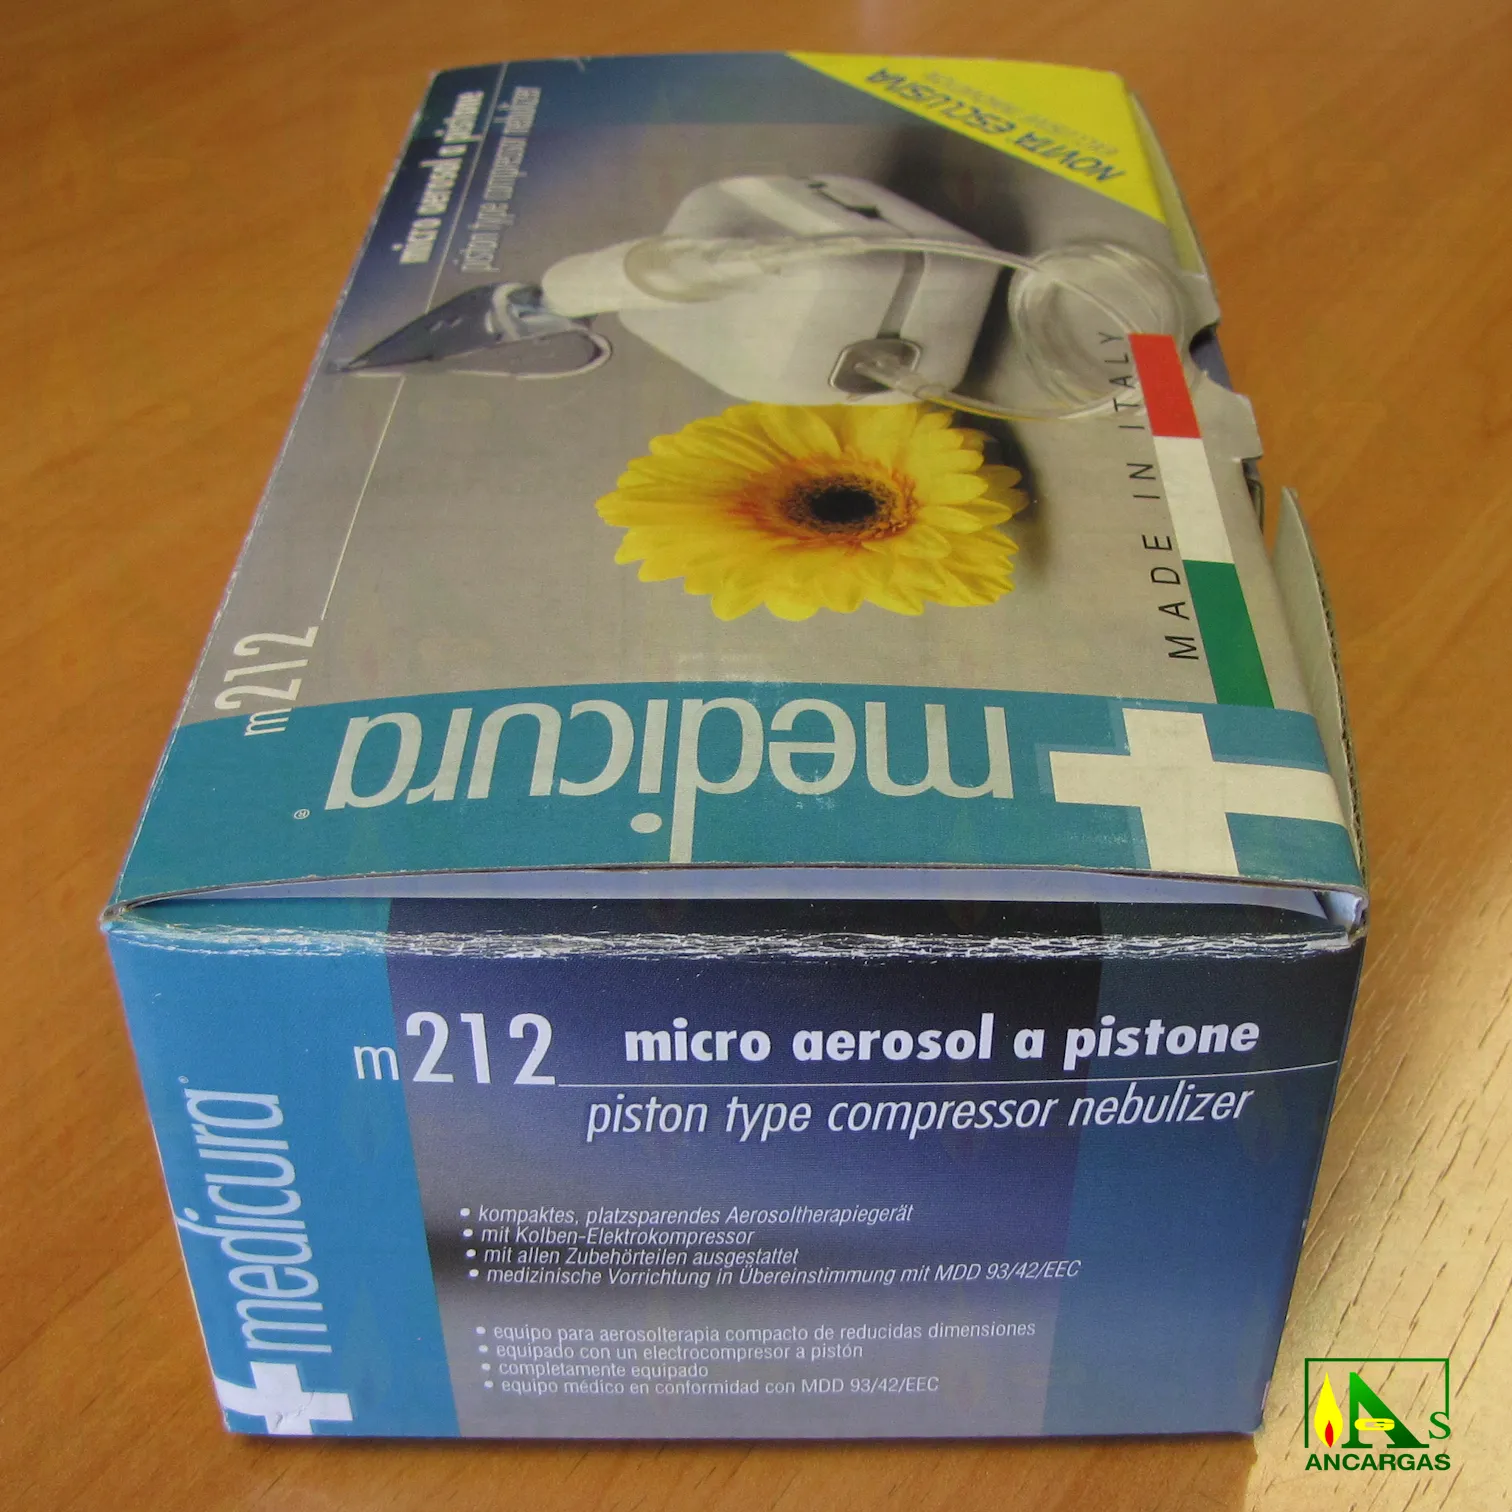 micro aerosol a pistone
piston type compressor nebulizer
NOVITA' ESCLUSIVA
MADE IN ITALY
m212
medicura®
m212 micro aerosol a pistone
piston type compressor nebulizer
medicura®
• kompaktes, platzsparendes Aerosoltherapiegerät
• mit Kolben-Elektrokompressor
• mit allen Zubehörteilen ausgestattet
• medizinische Vorrichtung in Übereinstimmung mit MDD 93/42/EEC
• equipo para aerosolterapia compacto de reducidas dimensiones
• equipado con un electrocompresor a pistón
• completamente equipado
• equipo médico en conformidad con MDD 93/42/EEC
AGS
ANCARGAS